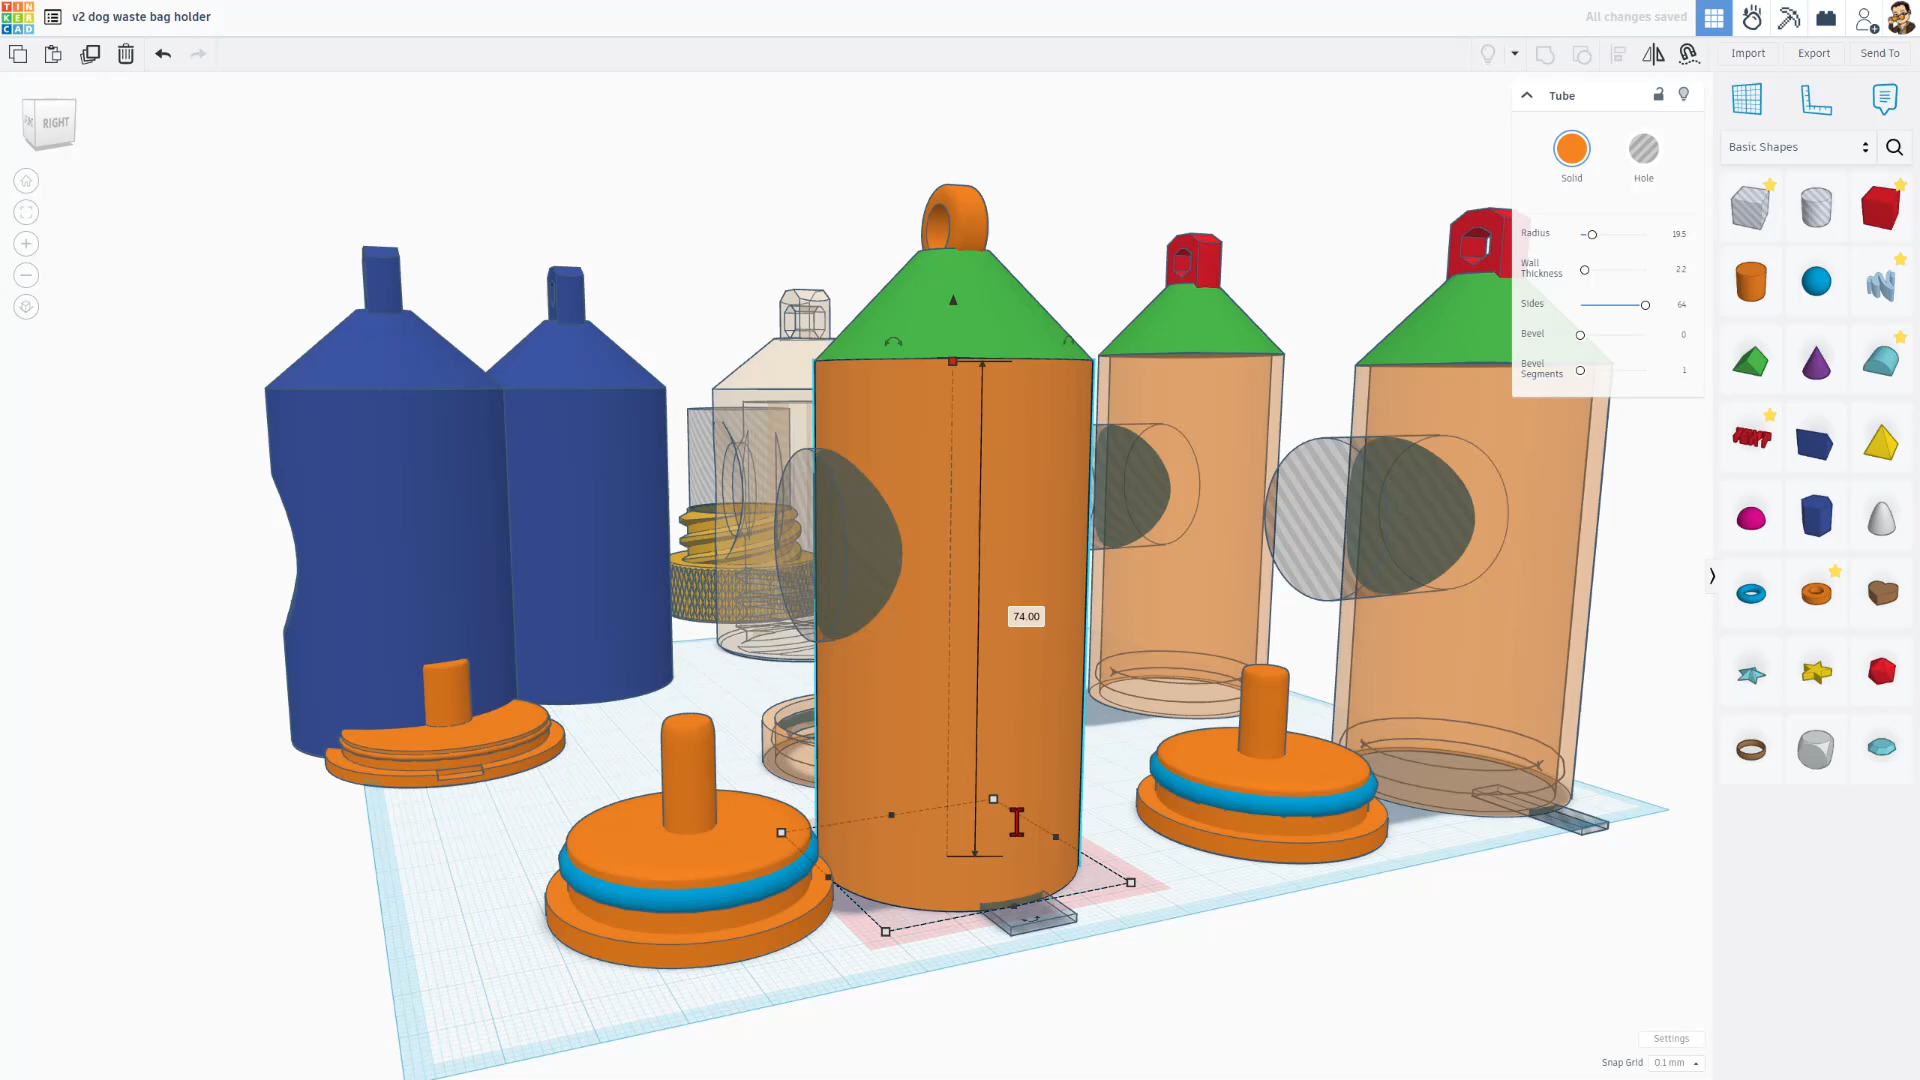 TIN
KER
CAD
v2 dog waste bag holder
All changes saved
Import
Export
Send To
RIGHT
Tube
Solid
Hole
Radius
19.5
Wall Thickness
2.2
Sides
64
Bevel
0
Bevel Segments
1
Basic Shapes
TEXT
74.00
Settings
Snap Grid
0.1 mm